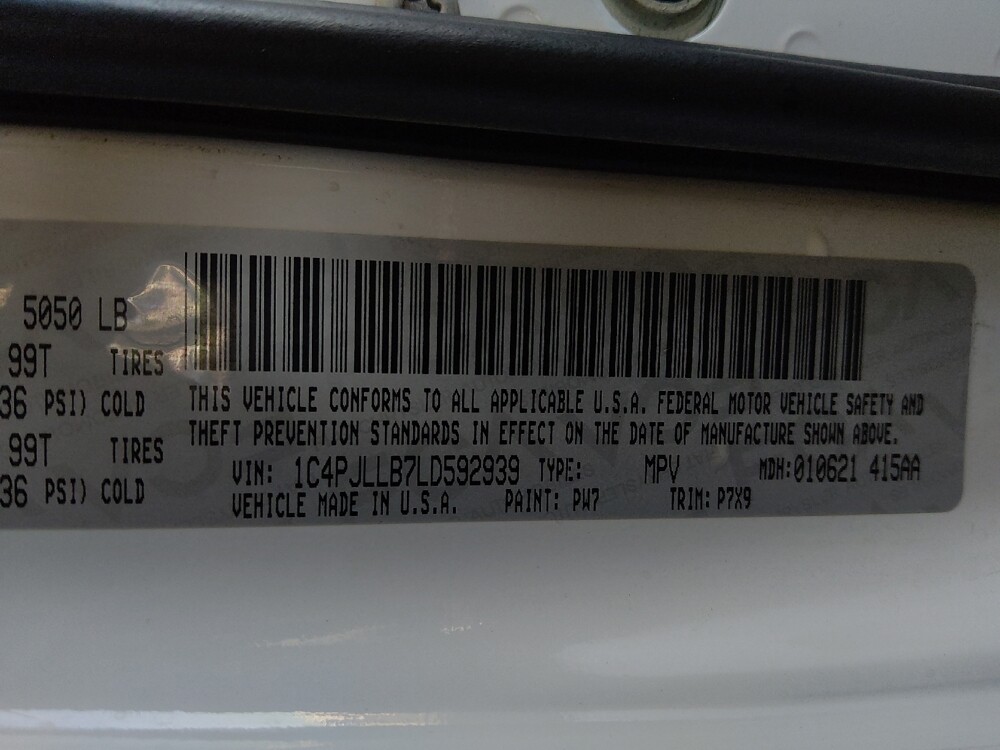 5050 LB
99T TIRES
36 PSI) COLD
99T TIRES
36 PSI) COLD
THIS VEHICLE CONFORMS TO ALL APPLICABLE U.S.A. FEDERAL MOTOR VEHICLE SAFETY AND
THEFT PREVENTION STANDARDS IN EFFECT ON THE DATE OF MANUFACTURE SHOWN ABOVE.
VIN: 1C4PJLLB7LD592939 TYPE: MPV MDH:010621 415AA
VEHICLE MADE IN U.S.A. PAINT: PW7 TRIM: P7X9